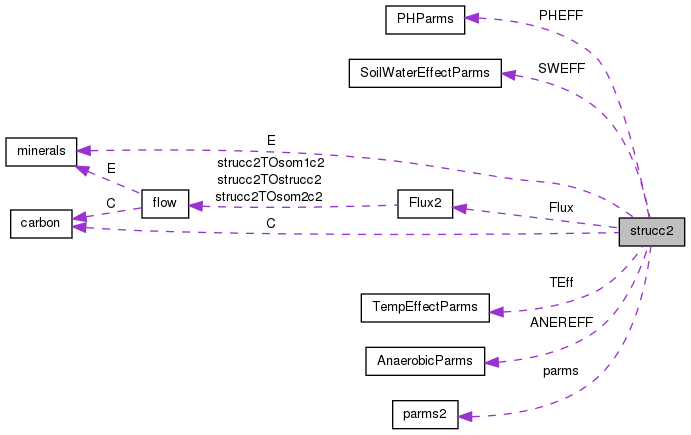 PHParms
PHEFF
SoilWaterEffectParms
SWEFF
minerals
E
E
strucc2TOsom1c2
strucc2TOstrucc2
strucc2TOsom2c2
flow
C
carbon
C
Flux2
Flux
strucc2
TEff
TempEffectParms
ANEREFF
AnaerobicParms
parms
parms2